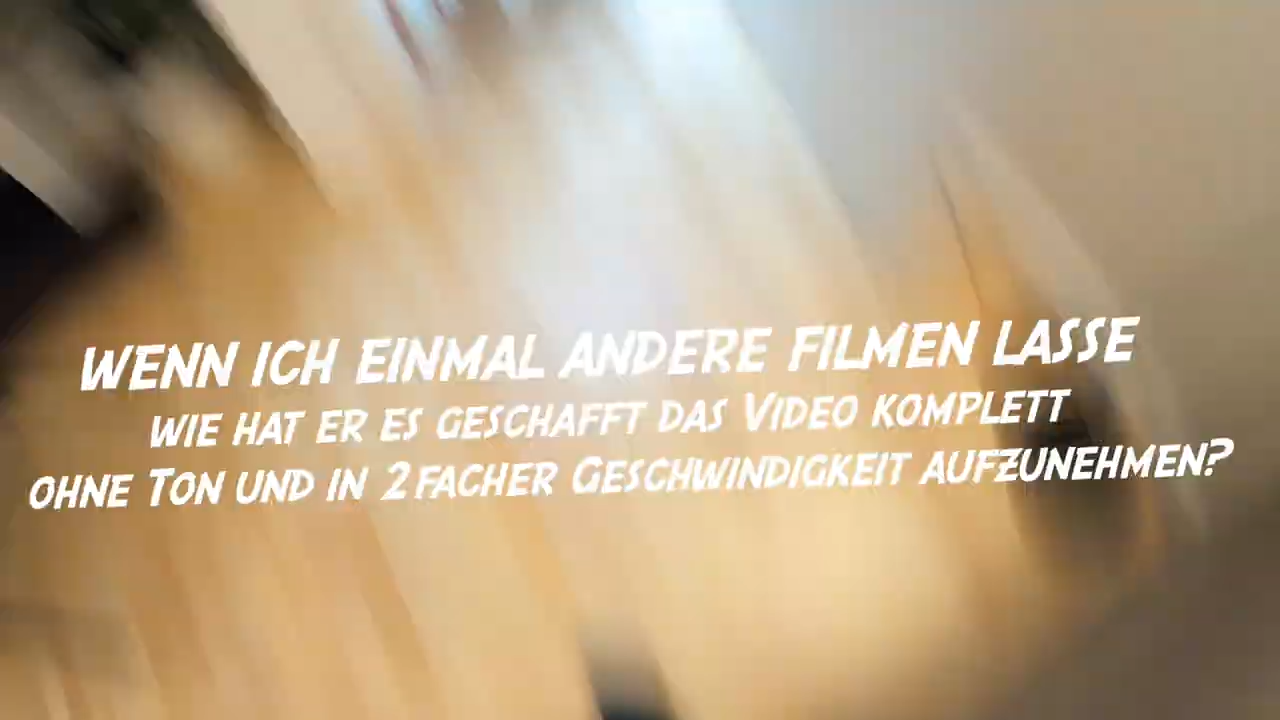 WENN ICH EINMAL ANDERE FILMEN LASSE
WIE HAT ER ES GESCHAFFT DAS VIDEO KOMPLETT
OHNE TON UND IN 2FACHER GESCHWINDIGKEIT AUFZUNEHMEN?